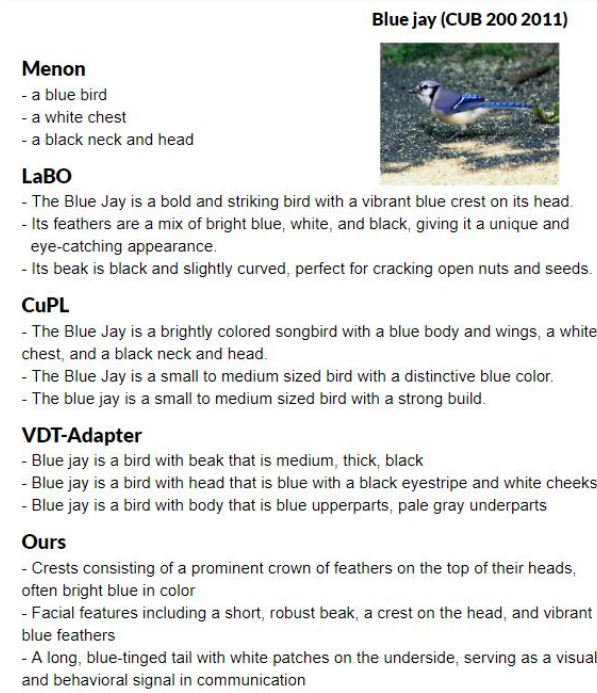 Blue jay (CUB 200 2011)
Menon
- a blue bird
- a white chest
- a black neck and head
LaBO
- The Blue Jay is a bold and striking bird with a vibrant blue crest on its head.
- Its feathers are a mix of bright blue, white, and black, giving it a unique and
eye-catching appearance.
- Its beak is black and slightly curved, perfect for cracking open nuts and seeds.
CuPL
- The Blue Jay is a brightly colored songbird with a blue body and wings, a white
chest, and a black neck and head.
- The Blue Jay is a small to medium sized bird with a distinctive blue color.
- The blue jay is a small to medium sized bird with a strong build.
VDT-Adapter
- Blue jay is a bird with beak that is medium, thick, black
- Blue jay is a bird with head that is blue with a black eyestripe and white cheeks
- Blue jay is a bird with body that is blue upperparts, pale gray underparts
Ours
- Crests consisting of a prominent crown of feathers on the top of their heads,
often bright blue in color
- Facial features including a short, robust beak, a crest on the head, and vibrant
blue feathers
- A long, blue-tinged tail with white patches on the underside, serving as a visual
and behavioral signal in communication